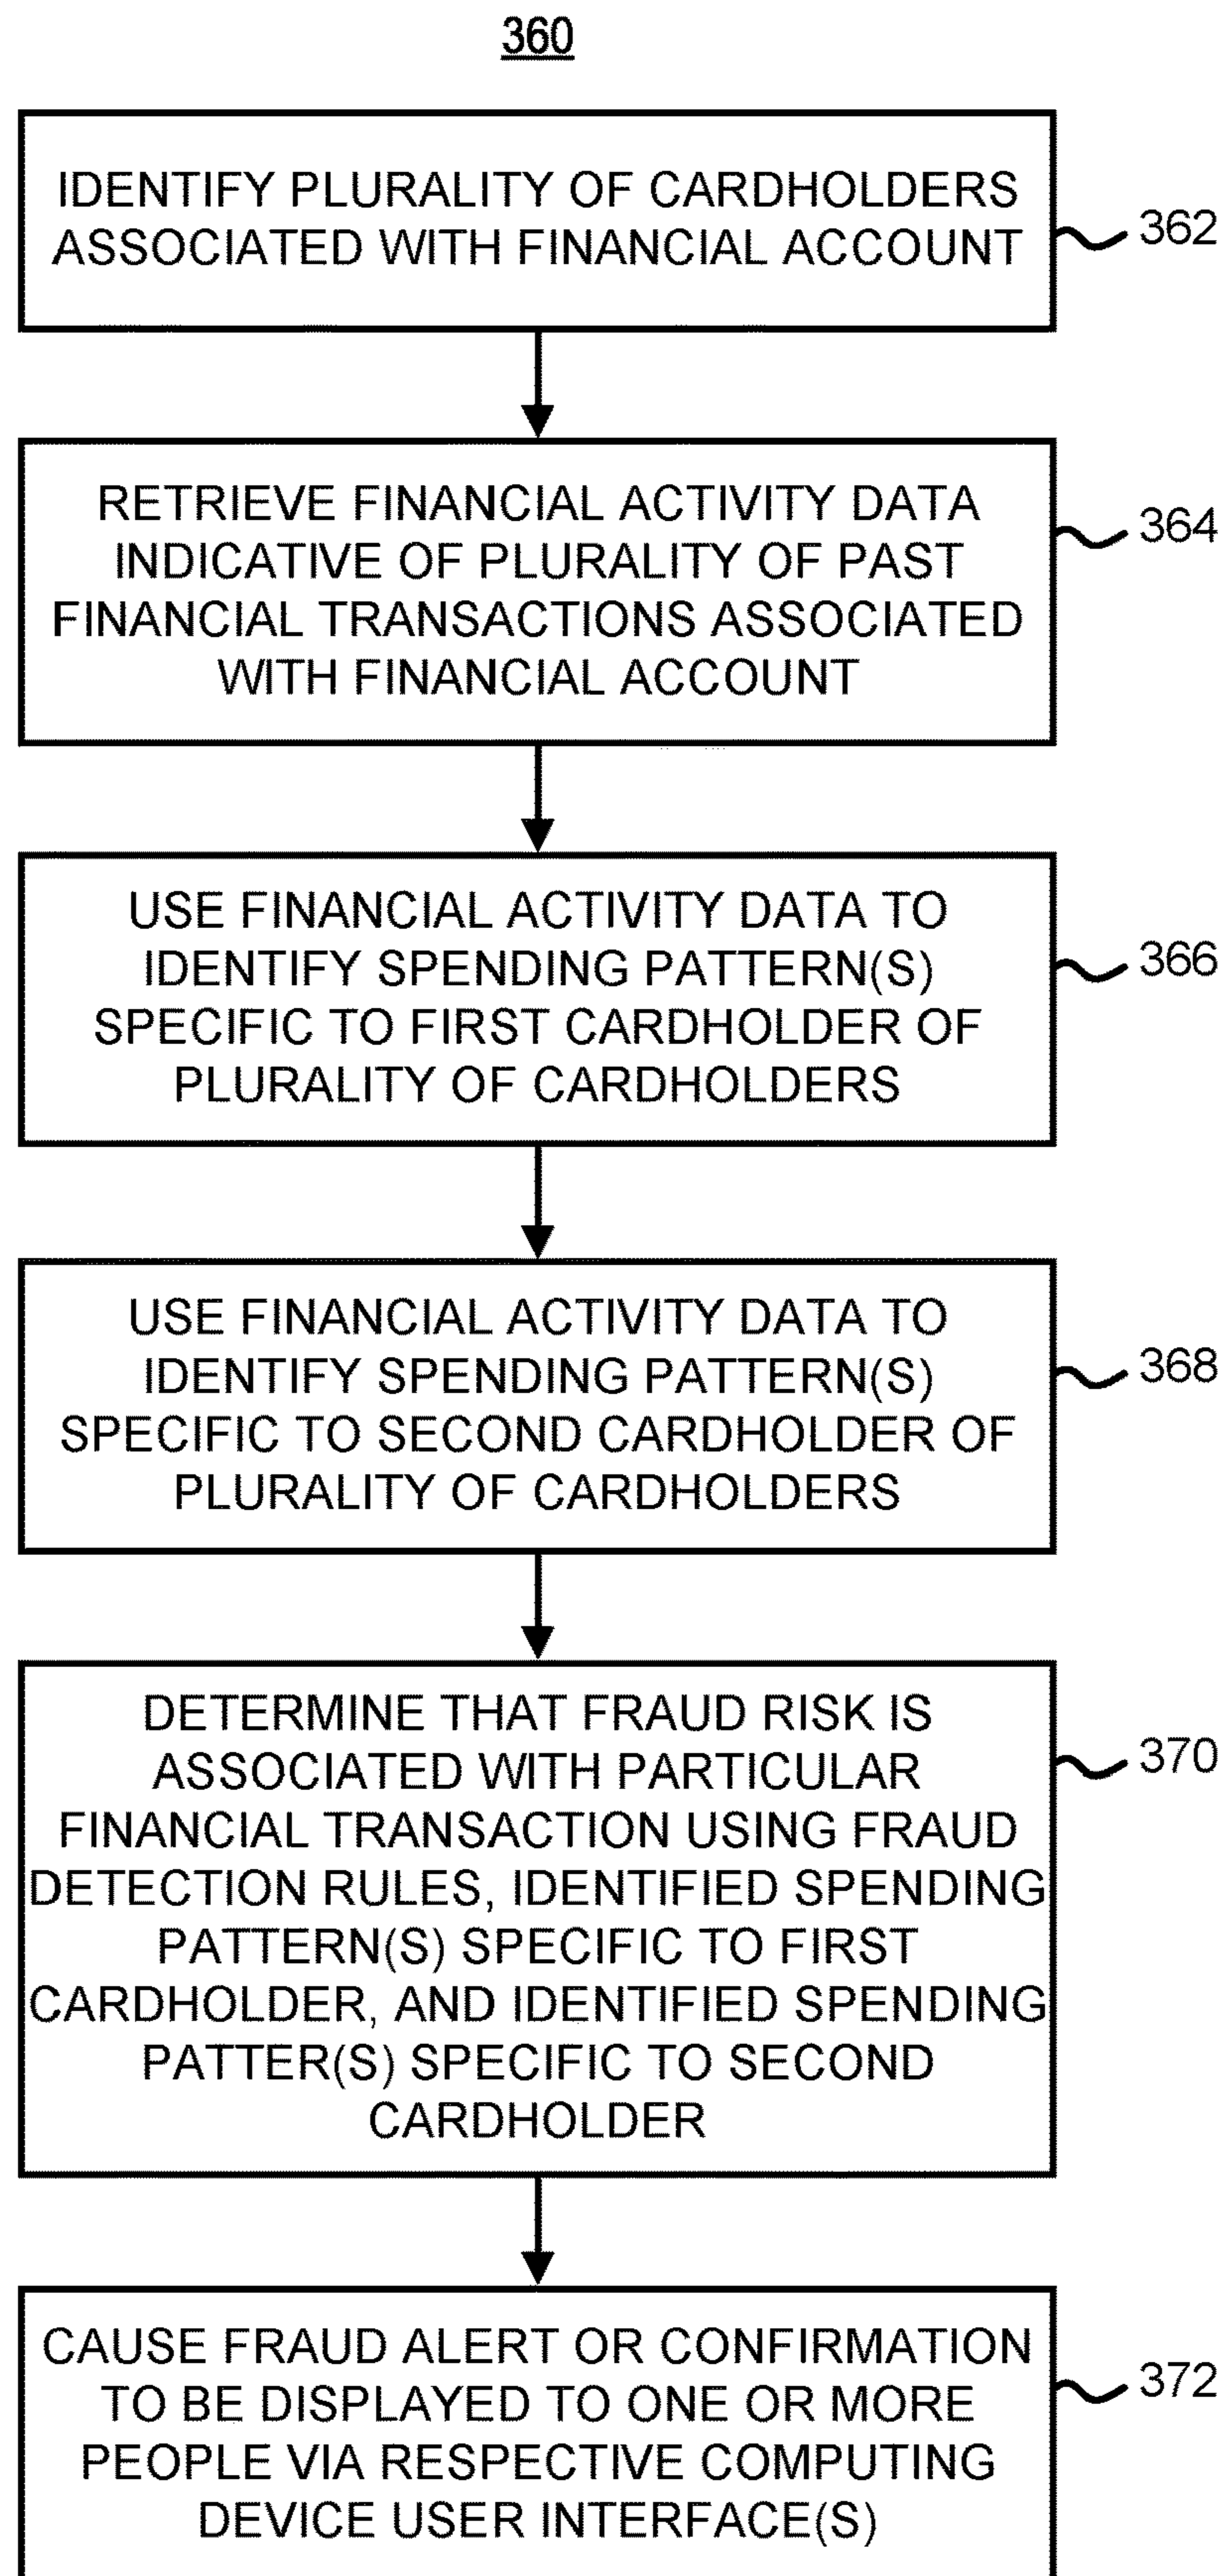 360
IDENTIFY PLURALITY OF CARDHOLDERS
ASSOCIATED WITH FINANCIAL ACCOUNT
362
RETRIEVE FINANCIAL ACTIVITY DATA
INDICATIVE OF PLURALITY OF PAST
FINANCIAL TRANSACTIONS ASSOCIATED
WITH FINANCIAL ACCOUNT
364
USE FINANCIAL ACTIVITY DATA TO
IDENTIFY SPENDING PATTERN(S)
SPECIFIC TO FIRST CARDHOLDER OF
PLURALITY OF CARDHOLDERS
366
USE FINANCIAL ACTIVITY DATA TO
IDENTIFY SPENDING PATTERN(S)
SPECIFIC TO SECOND CARDHOLDER OF
PLURALITY OF CARDHOLDERS
368
DETERMINE THAT FRAUD RISK IS
ASSOCIATED WITH PARTICULAR
FINANCIAL TRANSACTION USING FRAUD
DETECTION RULES, IDENTIFIED SPENDING
PATTERN(S) SPECIFIC TO FIRST
CARDHOLDER, AND IDENTIFIED SPENDING
PATTER(S) SPECIFIC TO SECOND
CARDHOLDER
370
CAUSE FRAUD ALERT OR CONFIRMATION
TO BE DISPLAYED TO ONE OR MORE
PEOPLE VIA RESPECTIVE COMPUTING
DEVICE USER INTERFACE(S)
372